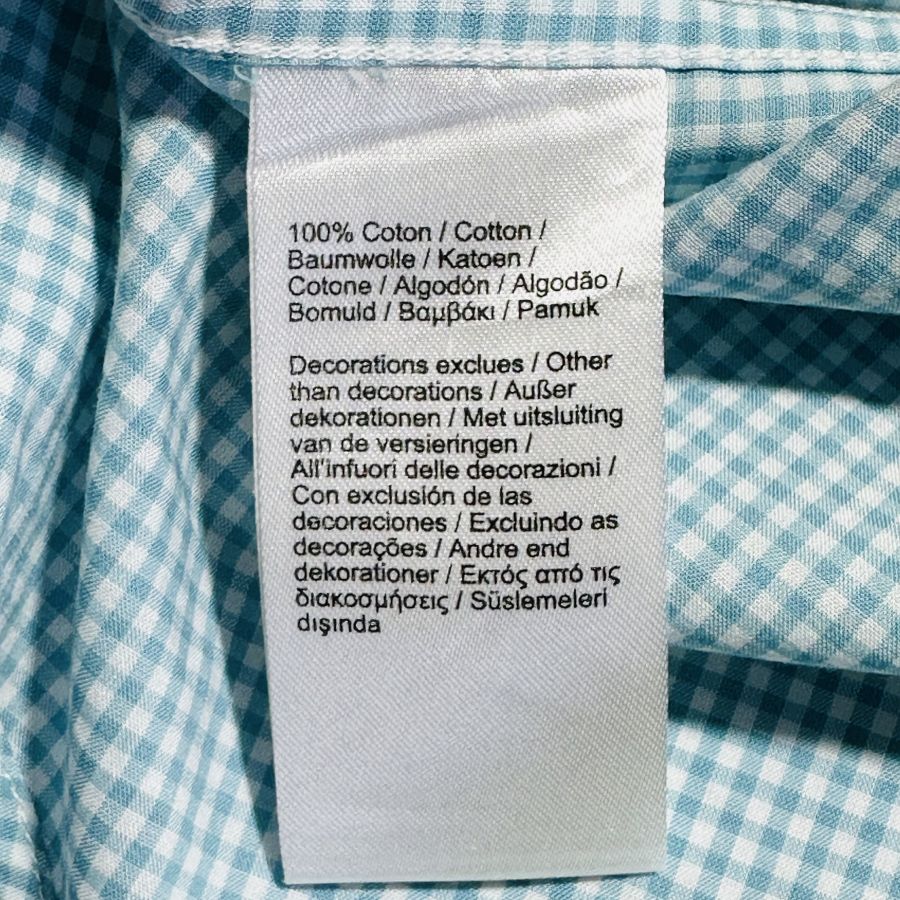 100% Coton / Cotton /
Baumwolle / Katoen /
Cotone / Algodón / Algodão /
Bomuld / Βαμβάκι / Pamuk
Decorations exclues / Other
than decorations / Außer
dekorationen / Met uitsluiting
van de versieringen /
All'infuori delle decorazioni /
Con exclusión de las
decoraciones / Excluindo as
decorações / Andre end
dekorationer / Εκτός από τις
διακοσμήσεις / Süslemeleri
dışında